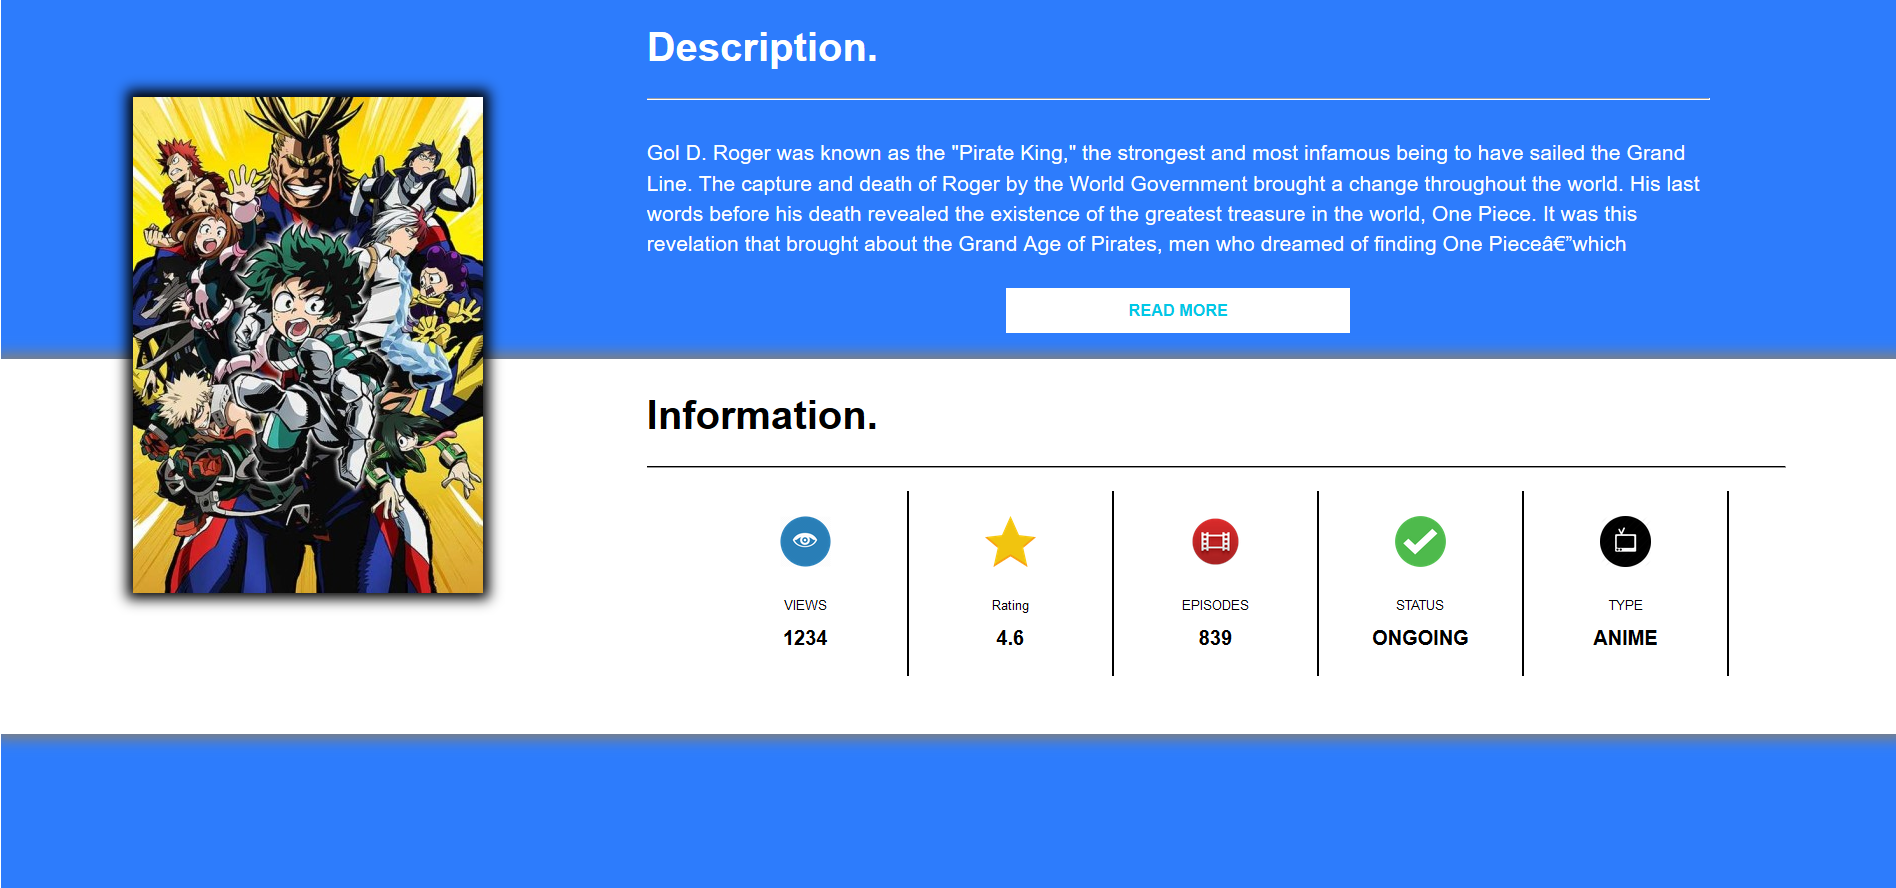 Description.
Gol D. Roger was known as the "Pirate King," the strongest and most infamous being to have sailed the Grand
Line. The capture and death of Roger by the World Government brought a change throughout the world. His last
words before his death revealed the existence of the greatest treasure in the world, One Piece. It was this
revelation that brought about the Grand Age of Pirates, men who dreamed of finding One Pieceâ€”which
READ MORE
Information.
VIEWS
1234
Rating
4.6
EPISODES
839
STATUS
ONGOING
TYPE
ANIME